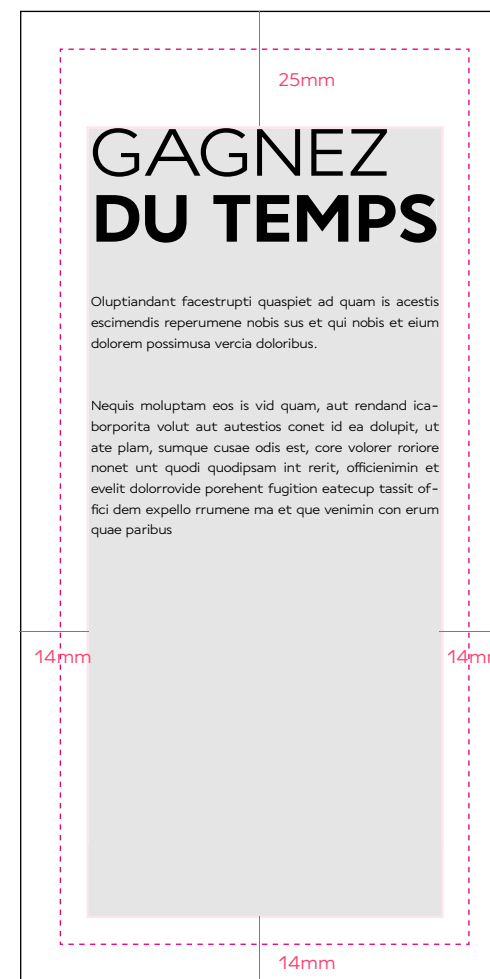 25mm
GAGNEZ
DU TEMPS
Oluptiandant facestrupti quaspiet ad quam is acestis
escimendis reperumene nobis sus et qui nobis et eium
dolorem possimusa vercia doloribus.
Nequis moluptam eos is vid quam, aut rendand ica-
borporita volut aut autestios conet id ea dolupit, ut
ate plam, sumque cusae odis est, core volorer roriore
nonet unt quodi quodipsam int rerit, officienimin et
evelit dolorrovide porehent fugition eatecup tassit of-
fici dem expello rrumene ma et que venimin con erum
quae paribus
14mm
14mm
14mm